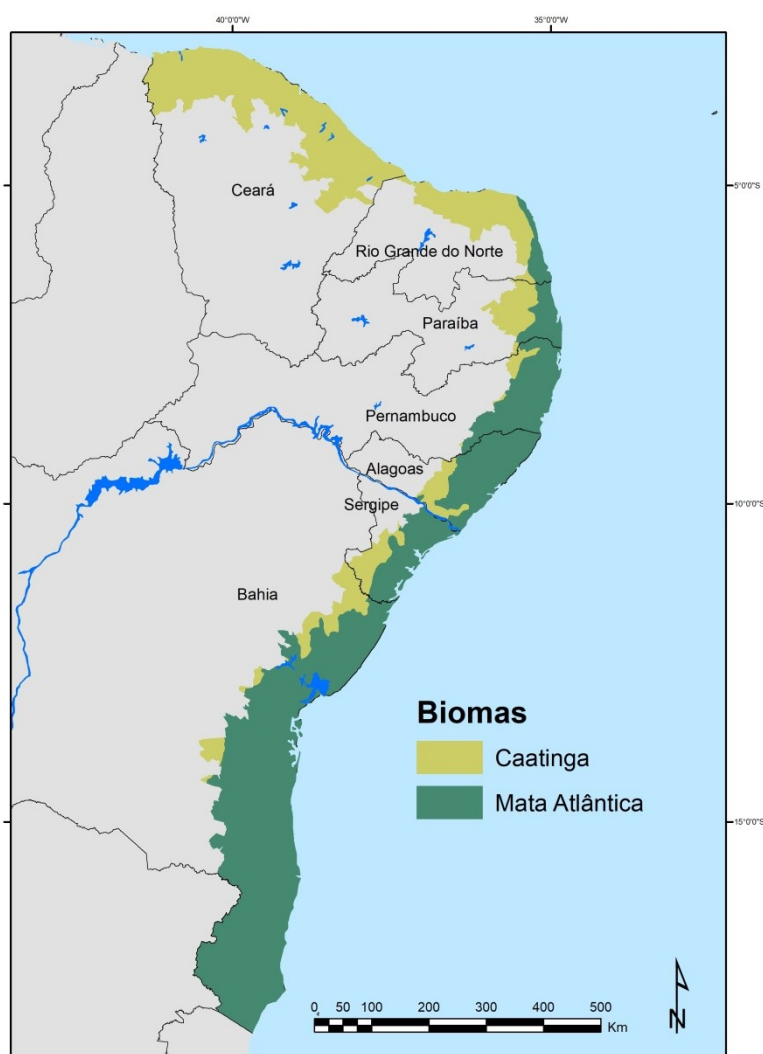 40°0'0"W
35°0'0"W
5°0'0"S
Ceará
Rio Grande do Norte
Paraíba
Pernambuco
Alagoas
Sergipe
10°0'0"S
Bahia
Biomas
Caatinga
Mata Atlântica
15°0'0"S
0 50 100 200 300 400 500
Km
N